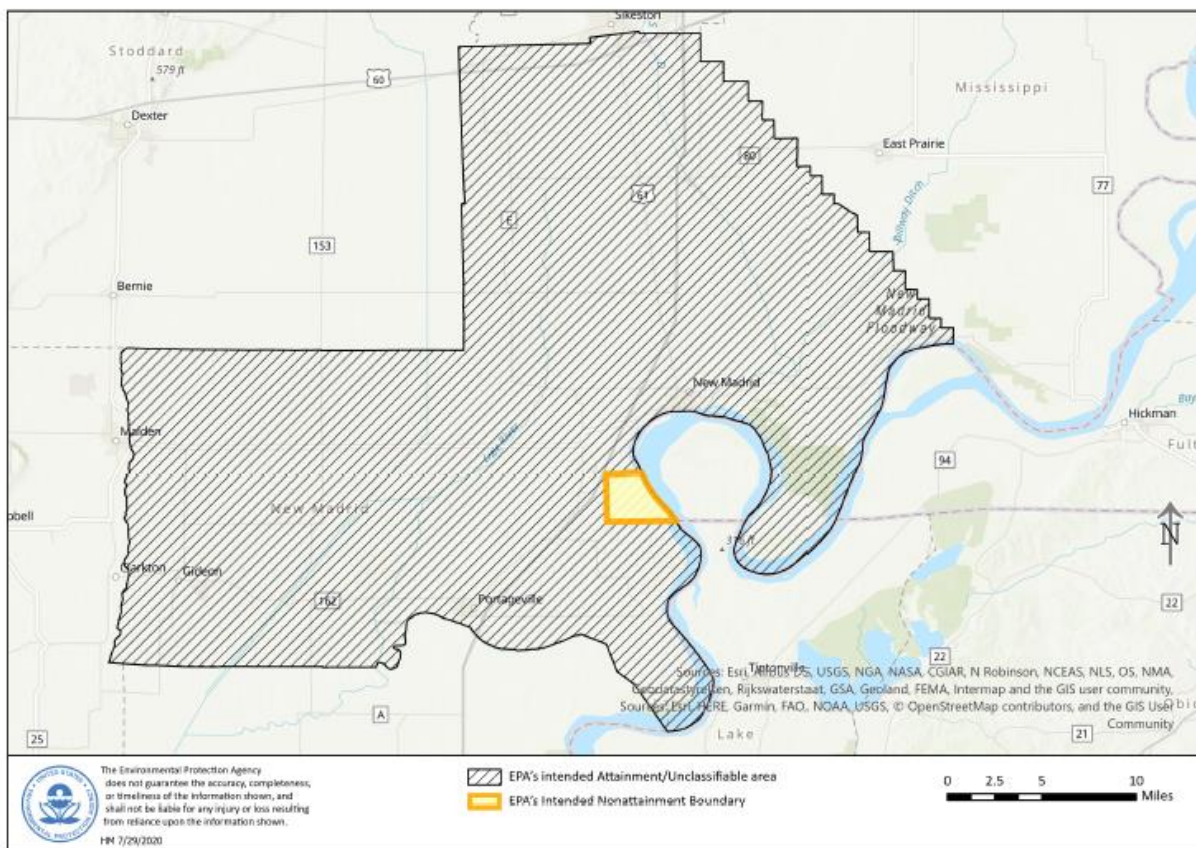 Sikeston
Stoddard
579 ft
60
Mississippi
Dexter
East Prairie
80
77
61
E
153
Bernie
New
Madrid
Floodway
New Madrid
Hickman
Malden
94
New Madrid
N
Clarkton
Gideon
162
Portageville
22
22
Tiptonville
Sources: Esri, Airbus DS, USGS, NGA, NASA, CGIAR, N Robinson, NCEAS, NLS, OS, NMA,
Geodatastyrelsen, Rijkswaterstaat, GSA, Geoland, FEMA, Intermap and the GIS user community,
Sources: Esri, HERE, Garmin, FAO, NOAA, USGS, © OpenStreetMap contributors, and the GIS User
Community
A
Lake
25
21
The Environmental Protection Agency
does not guarantee the accuracy, completeness,
or timeliness of the information shown, and
shall not be liable for any injury or loss resulting
from reliance upon the information shown.
HM 7/29/2020
EPA's intended Attainment/Unclassifiable area
EPA's Intended Nonattainment Boundary
0 2.5 5 10
Miles